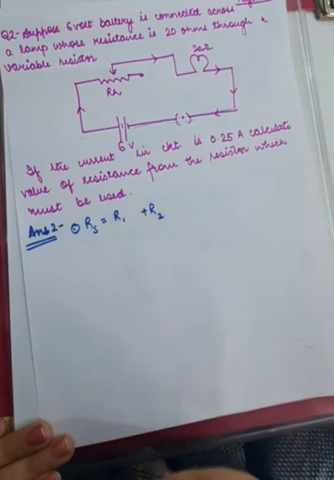 Q2- Suppose 6 volt battery is connected across
a lamp whose resistance is 20 ohms through a
variable resistor
20Ω
Rh
6 V
If the current in ckt is 0.25 A calculate
value of resistance from the resistor which
must be used.
Ans 2- ① Rs = R1 + R2